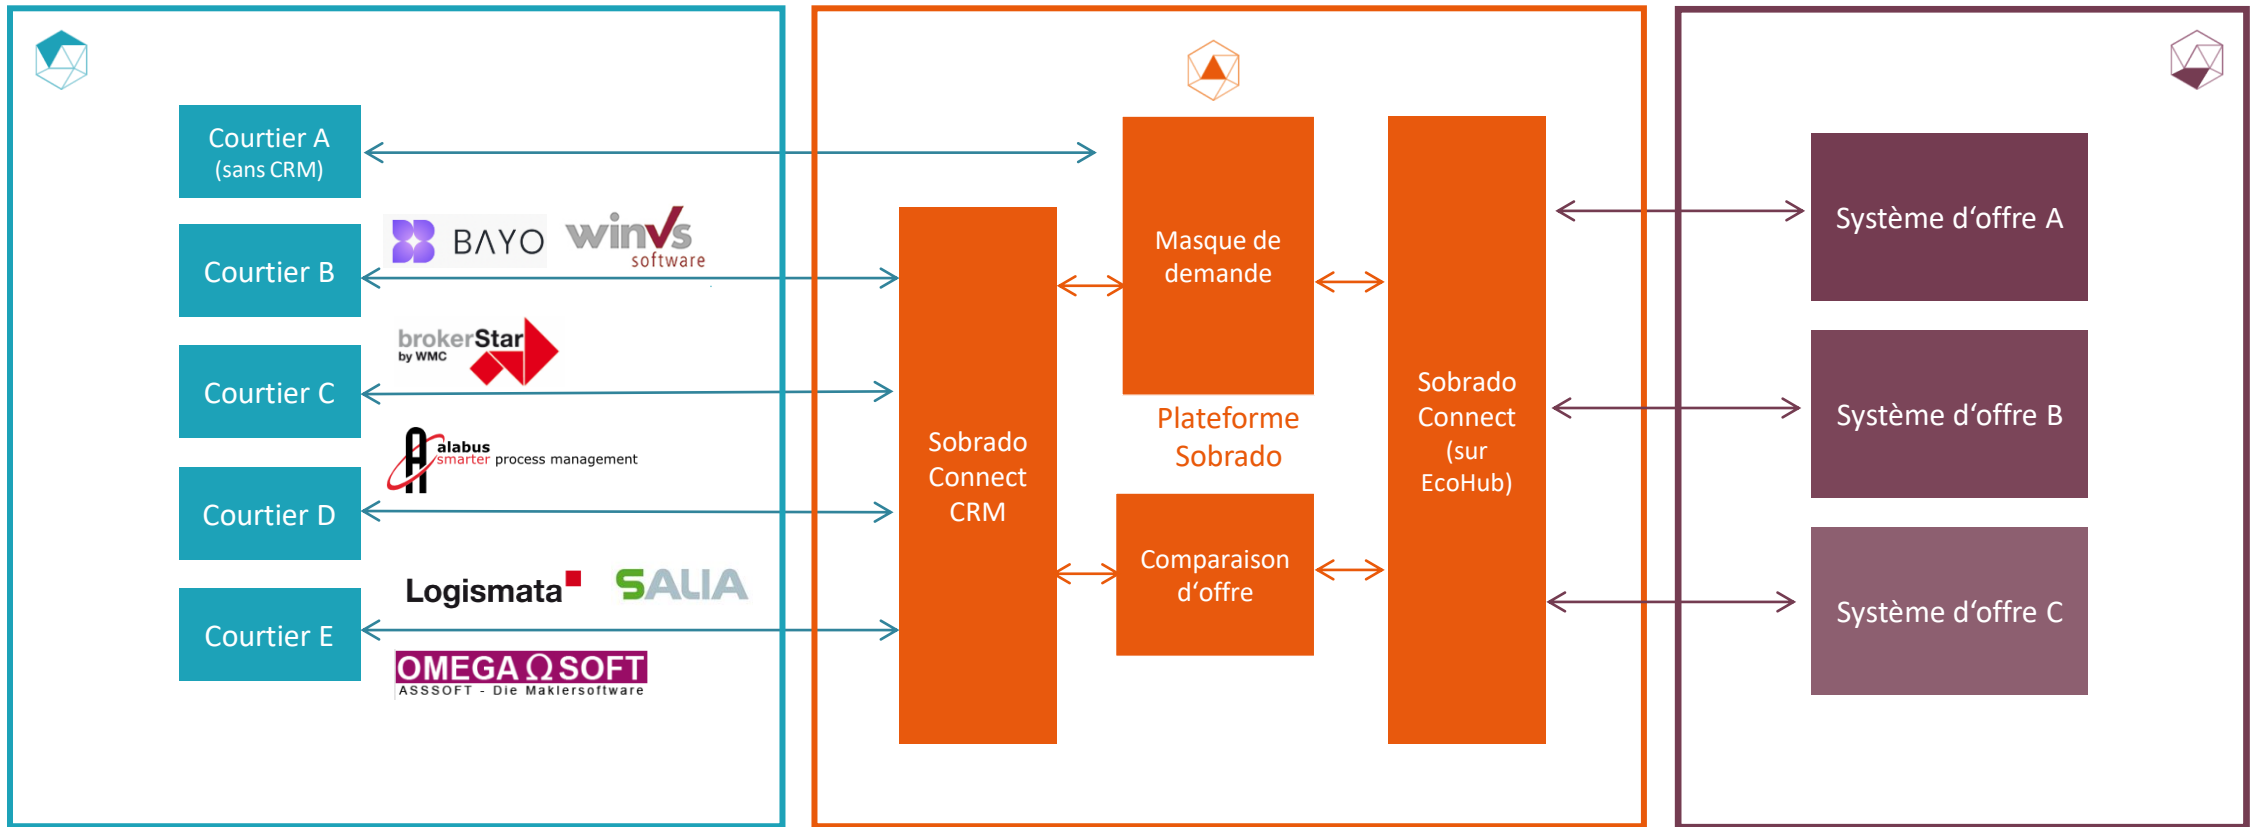 Courtier A
(sans CRM)
Courtier B
BAYO
winvs
software
Courtier C
brokerStar
by WMC
Courtier D
alabus
smarter process management
Courtier E
Logismata
SALIA
OMEGA Ω SOFT
ASSSOFT - Die Maklersoftware
Sobrado
Connect
CRM
Masque de
demande
Plateforme
Sobrado
Comparaison
d‘offre
Sobrado
Connect
(sur
EcoHub)
Système d‘offre A
Système d‘offre B
Système d‘offre C